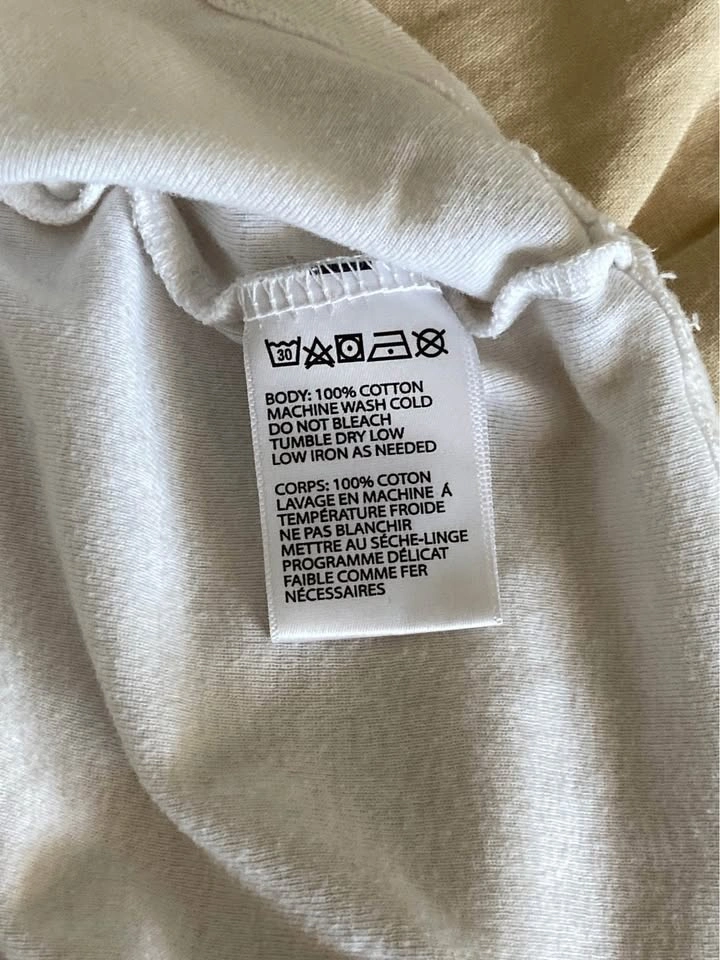 30
BODY: 100% COTTON
MACHINE WASH COLD
DO NOT BLEACH
TUMBLE DRY LOW
LOW IRON AS NEEDED
CORPS: 100% COTON
LAVAGE EN MACHINE Á
TEMPÉRATURE FROIDE
NE PAS BLANCHIR
METTRE AU SÉCHE-LINGE
PROGRAMME DÉLICAT
FAIBLE COMME FER
NÉCESSAIRES